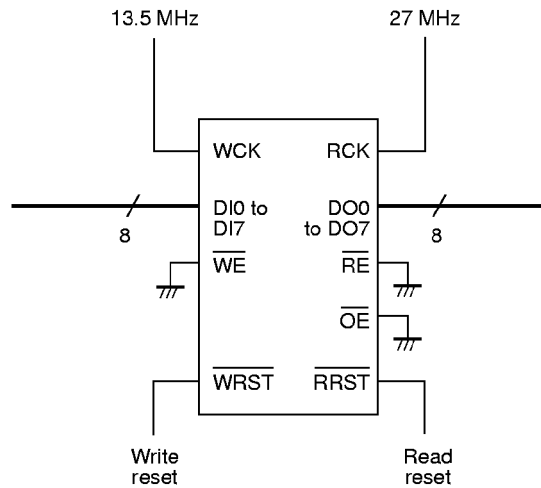 13.5 MHz
27 MHz
WCK
RCK
DI0 to
DI7
DO0
to DO7
8
8
WE
RE
OE
WRST
RRST
Write
reset
Read
reset